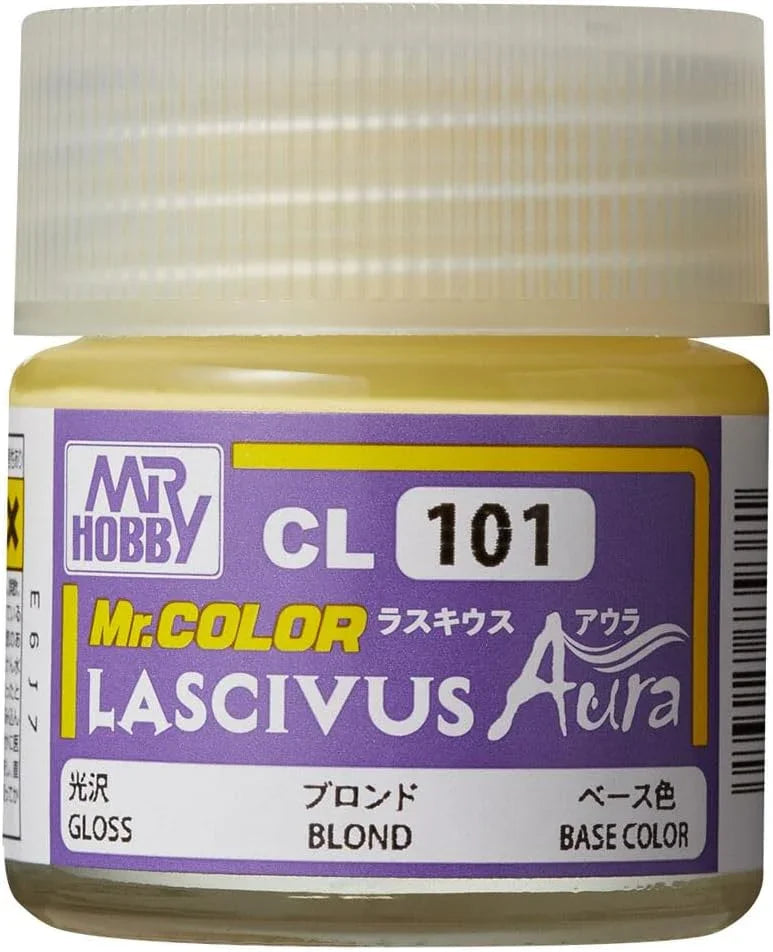 MR
HOBBY
CL 101
Mr.COLOR ラスキウス アウラ
LASCIVUS Aura
光沢 ブロンド ベース色
GLOSS BLOND BASE COLOR
E617